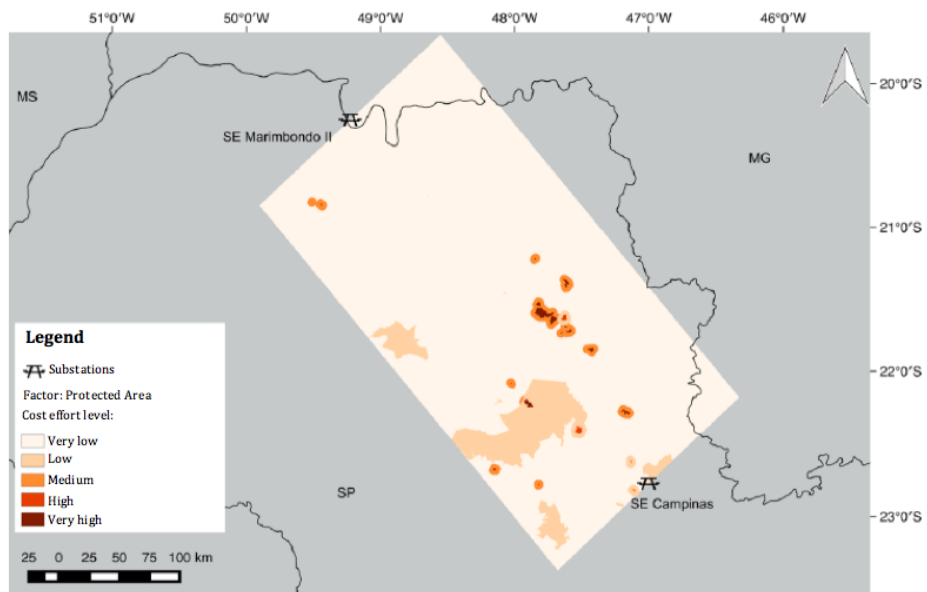 51°0'W 50°0'W 49°0'W 48°0'W 47°0'W 46°0'W
20°0'S
MS
SE Marimbondo II
MG
21°0'S
Legend
Substations
22°0'S
Factor: Protected Area
Cost effort level:
Very low
Low
Medium
High
Very high
SP
SE Campinas
23°0'S
25 0 25 50 75 100 km